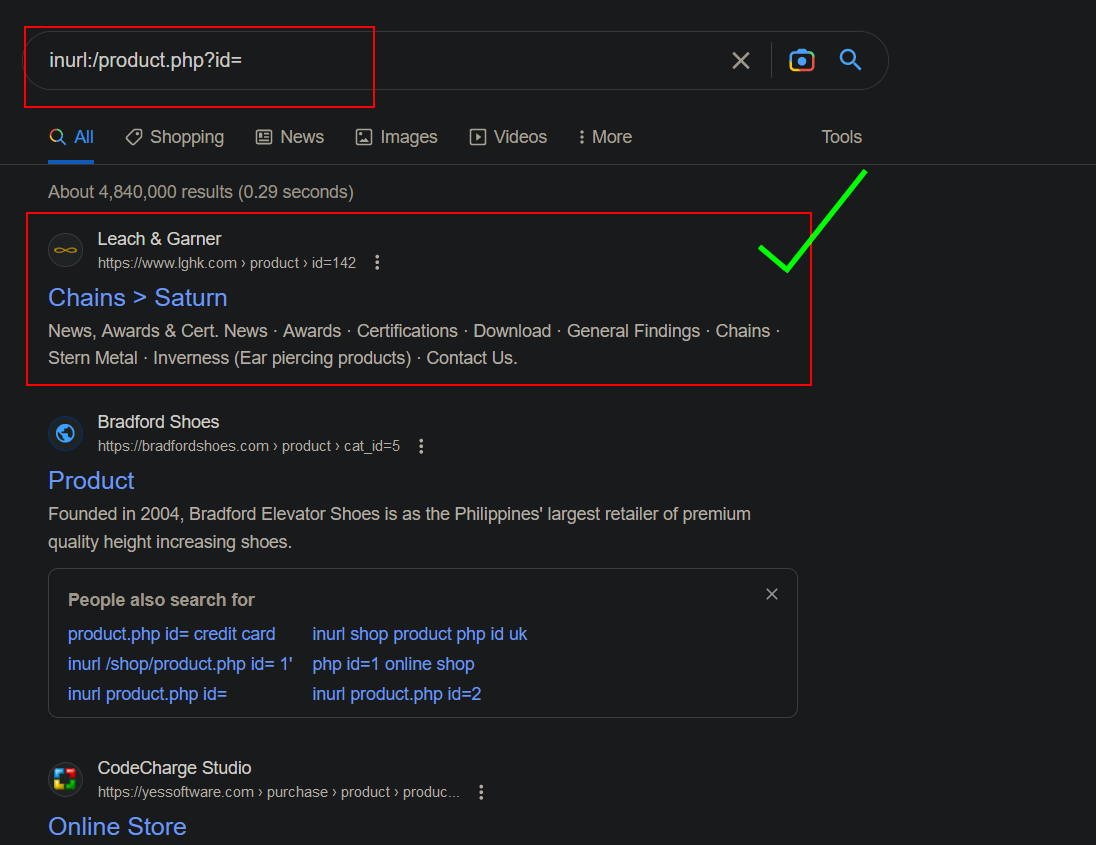 inurl:/product.php?id=
All Shopping News Images Videos More Tools
About 4,840,000 results (0.29 seconds)
Leach & Garner
https://www.lghk.com › product › id=142
Chains > Saturn
News, Awards & Cert. News · Awards · Certifications · Download · General Findings · Chains ·
Stern Metal · Inverness (Ear piercing products) · Contact Us.
Bradford Shoes
https://bradfordshoes.com › product › cat_id=5
Product
Founded in 2004, Bradford Elevator Shoes is as the Philippines' largest retailer of premium
quality height increasing shoes.
People also search for
product.php id= credit card inurl shop product php id uk
inurl /shop/product.php id= 1' php id=1 online shop
inurl product.php id= inurl product.php id=2
CodeCharge Studio
https://yessoftware.com › purchase › product › produc...
Online Store